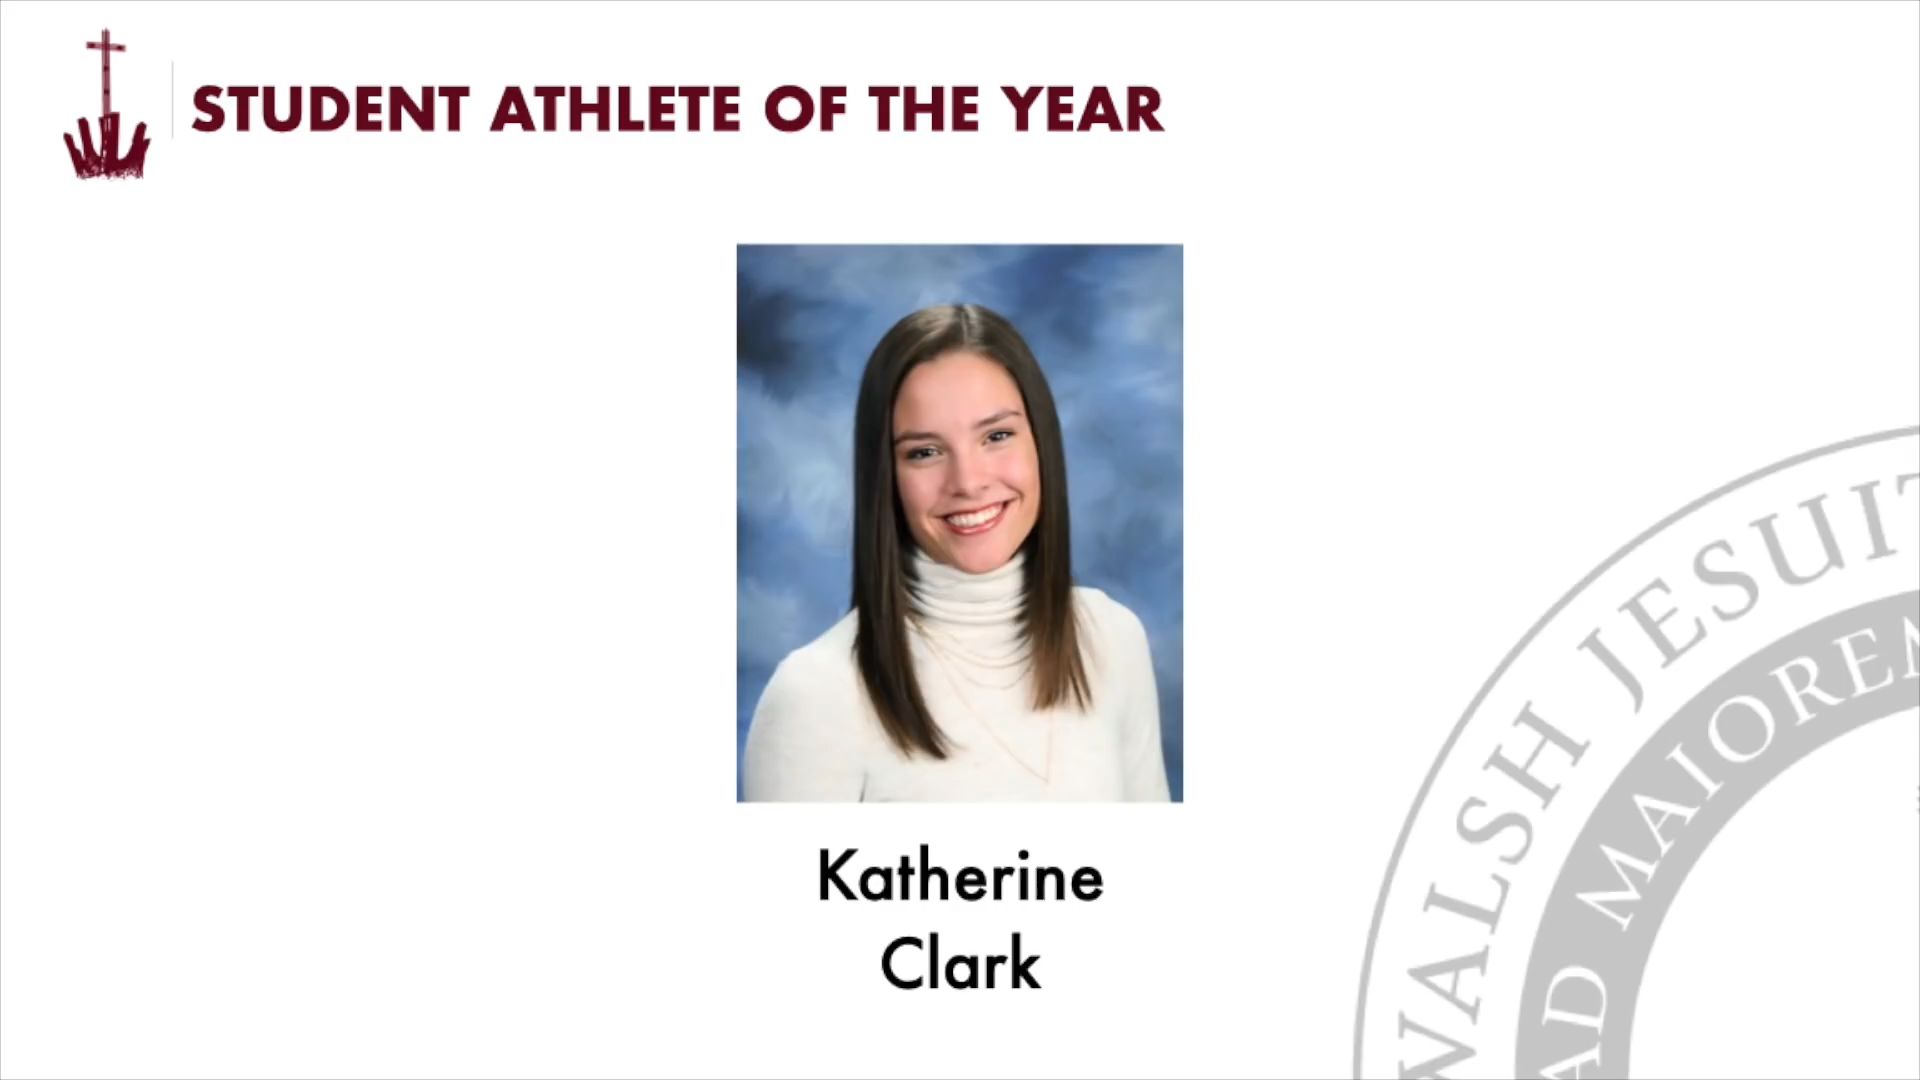 STUDENT ATHLETE OF THE YEAR
Katherine
Clark
WALSH JESUIT
AD MAIOREM